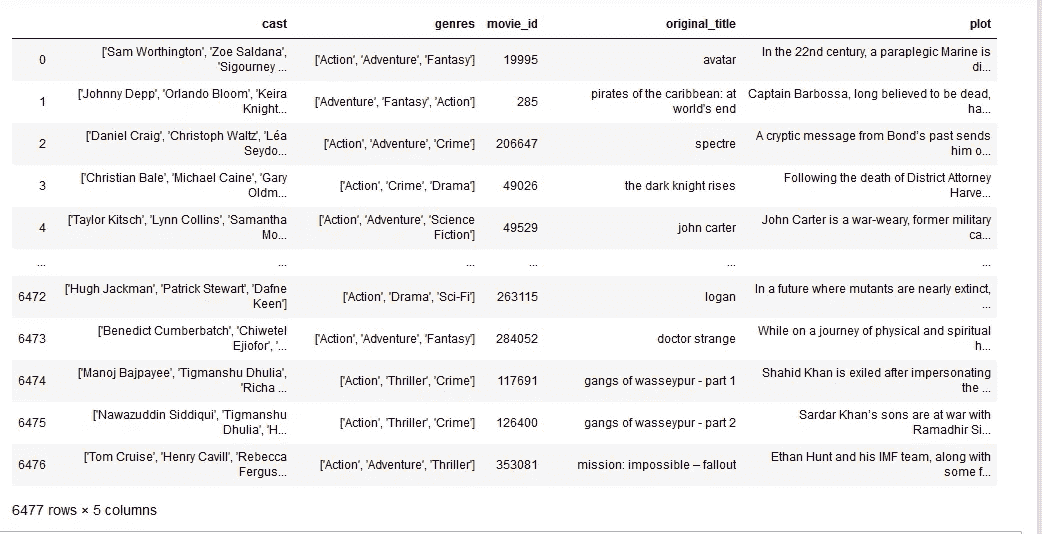 cast genres movie_id original_title plot
0 ['Sam Worthington', 'Zoe Saldana', 'Sigourney ... ['Action', 'Adventure', 'Fantasy'] 19995 avatar In the 22nd century, a paraplegic Marine is di...
1 ['Johnny Depp', 'Orlando Bloom', 'Keira Knight... ['Adventure', 'Fantasy', 'Action'] 285 pirates of the caribbean: at world's end Captain Barbossa, long believed to be dead, ha...
2 ['Daniel Craig', 'Christoph Waltz', 'Léa Seydo... ['Action', 'Adventure', 'Crime'] 206647 spectre A cryptic message from Bond's past sends him o...
3 ['Christian Bale', 'Michael Caine', 'Gary Oldm... ['Action', 'Crime', 'Drama'] 49026 the dark knight rises Following the death of District Attorney Harve...
4 ['Taylor Kitsch', 'Lynn Collins', 'Samantha Mo... ['Action', 'Adventure', 'Science Fiction'] 49529 john carter John Carter is a war-weary, former military ca...
... ... ... ... ... ...
6472 ['Hugh Jackman', 'Patrick Stewart', 'Dafne Keen'] ['Action', 'Drama', 'Sci-Fi'] 263115 logan In a future where mutants are nearly extinct, ...
6473 ['Benedict Cumberbatch', 'Chiwetel Ejiofor', '... ['Action', 'Adventure', 'Fantasy'] 284052 doctor strange While on a journey of physical and spiritual h...
6474 ['Manoj Bajpayee', 'Tigmanshu Dhulia', 'Richa ... ['Action', 'Thriller', 'Crime'] 117691 gangs of wasseypur - part 1 Shahid Khan is exiled after impersonating the ...
6475 ['Nawazuddin Siddiqui', 'Tigmanshu Dhulia', 'H... ['Action', 'Thriller', 'Crime'] 126400 gangs of wasseypur - part 2 Sardar Khan's sons are at war with Ramadhir Si...
6476 ['Tom Cruise', 'Henry Cavill', 'Rebecca Fergus... ['Action', 'Adventure', 'Thriller'] 353081 mission: impossible – fallout Ethan Hunt and his IMF team, along with some f...
6477 rows × 5 columns